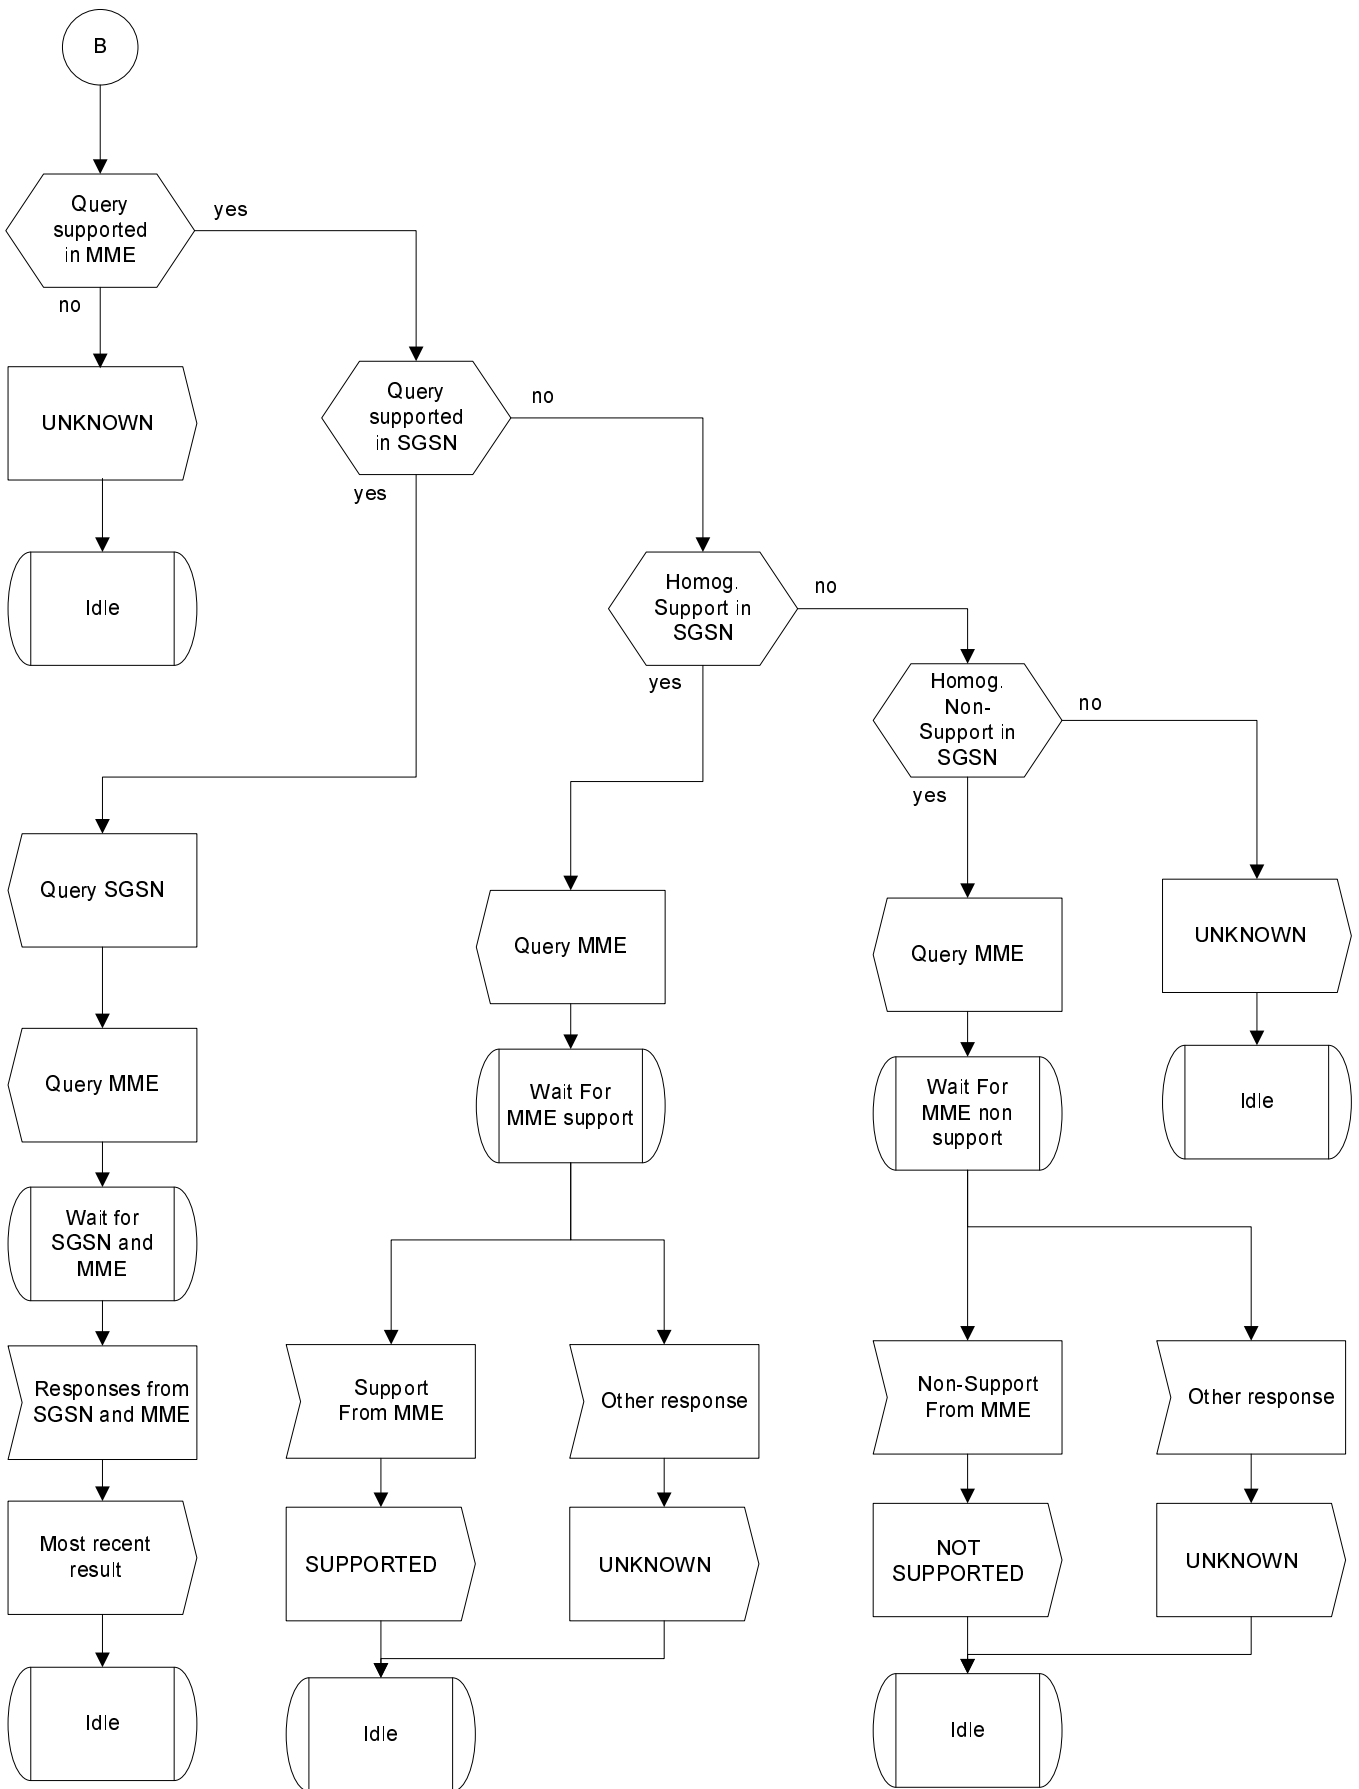 B
Query
supported
in MME
yes
no
UNKNOWN
Idle
Query
supported
in SGSN
no
yes
Homog.
Support in
SGSN
no
yes
Homog.
Non-
Support in
SGSN
no
yes
Query SGSN
Query MME
Wait for
SGSN and
MME
Responses from
SGSN and MME
Most recent
result
Idle
Query MME
Wait For
MME support
Support
From MME
Other response
SUPPORTED
UNKNOWN
Idle
Query MME
Wait For
MME non
support
Non-Support
From MME
Other response
NOT
SUPPORTED
UNKNOWN
Idle
UNKNOWN
Idle